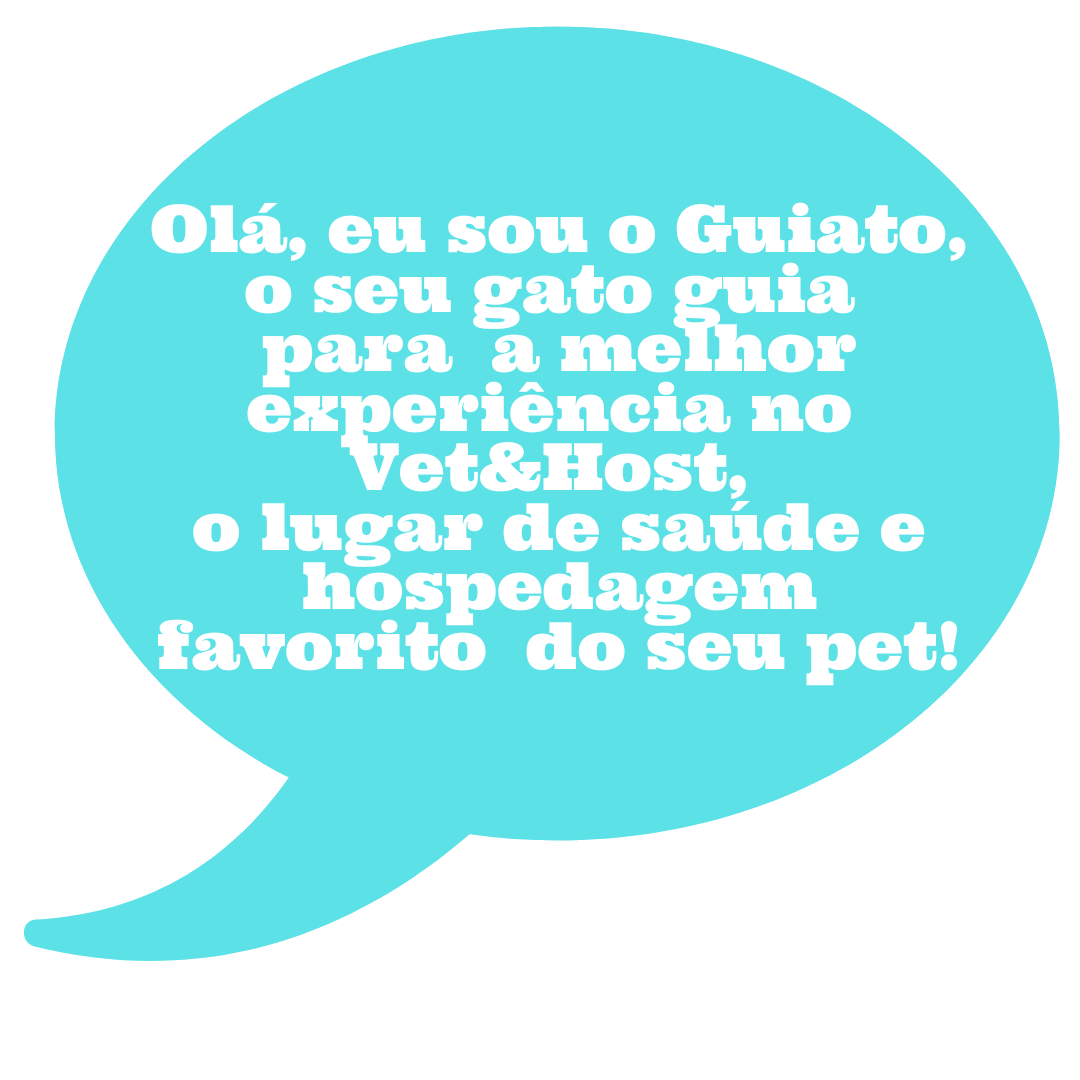 Olá, eu sou o Guiato,
o seu gato guia
para a melhor
experiência no
Vet&Host,
o lugar de saúde e
hospedagem
favorito do seu pet!